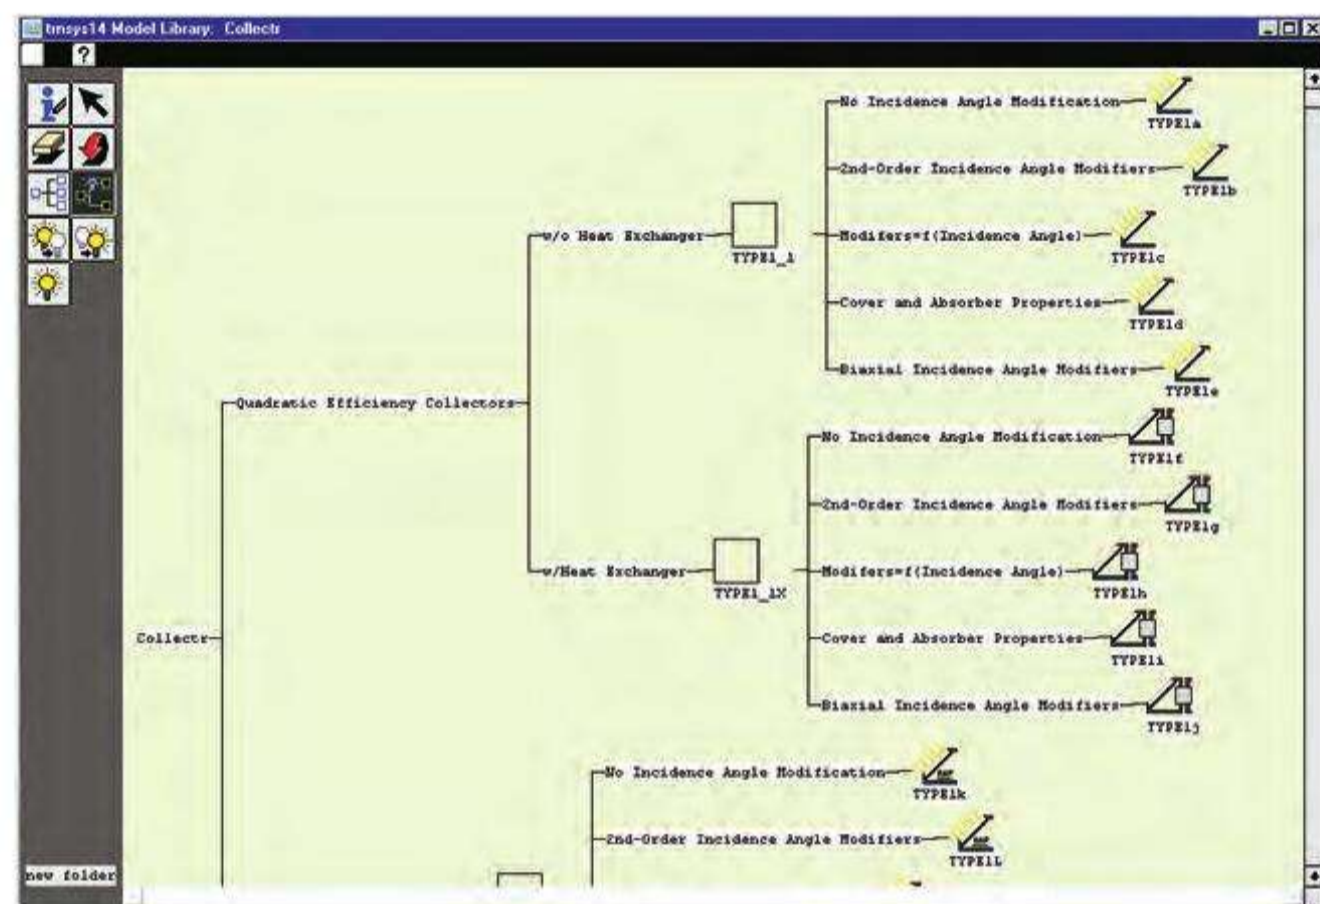 trnsys14 Model Library: Collectr
?
No Incidence Angle Modification
TYPE1a
2nd-Order Incidence Angle Modifiers
TYPE1b
w/o Heat Exchanger
TYPE1_1
Modifers=f(Incidence Angle)
TYPE1c
Cover and Absorber Properties
TYPE1d
Biaxial Incidence Angle Modifiers
TYPE1e
Quadratic Efficiency Collectors
No Incidence Angle Modification
TYPE1f
2nd-Order Incidence Angle Modifiers
TYPE1g
w/Heat Exchanger
TYPE1_1X
Modifers=f(Incidence Angle)
TYPE1h
Collectr
Cover and Absorber Properties
TYPE1i
Biaxial Incidence Angle Modifiers
TYPE1j
No Incidence Angle Modification
TYPE1k
2nd-Order Incidence Angle Modifiers
TYPE1L
new folder